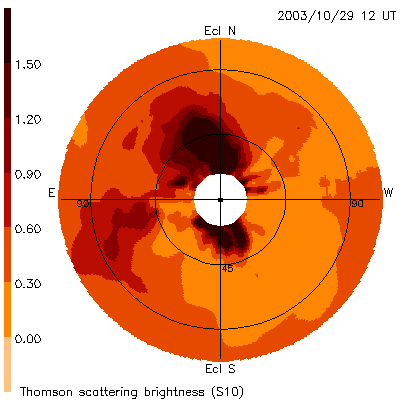 2003/10/29 12 UT
Ecl N
1.50
1.20
0.90
E
90
90
W
0.60
45
0.30
0.00
Ecl S
Thomson scattering brightness (S10)